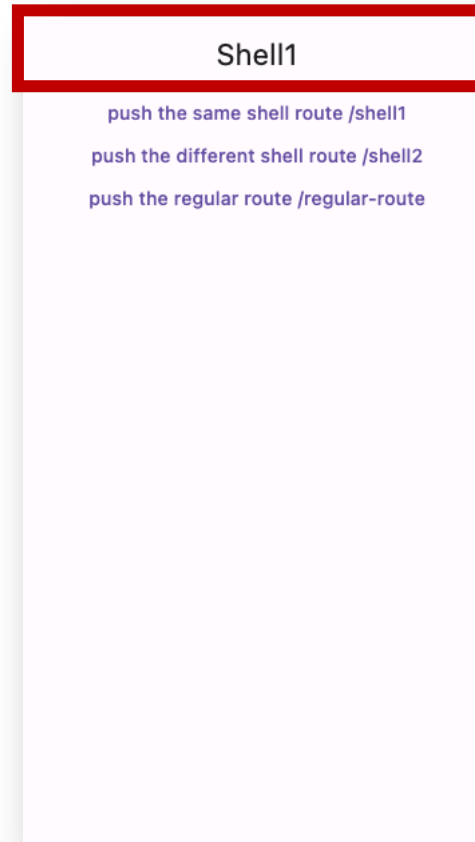 Shell1
push the same shell route /shell1
push the different shell route /shell2
push the regular route /regular-route